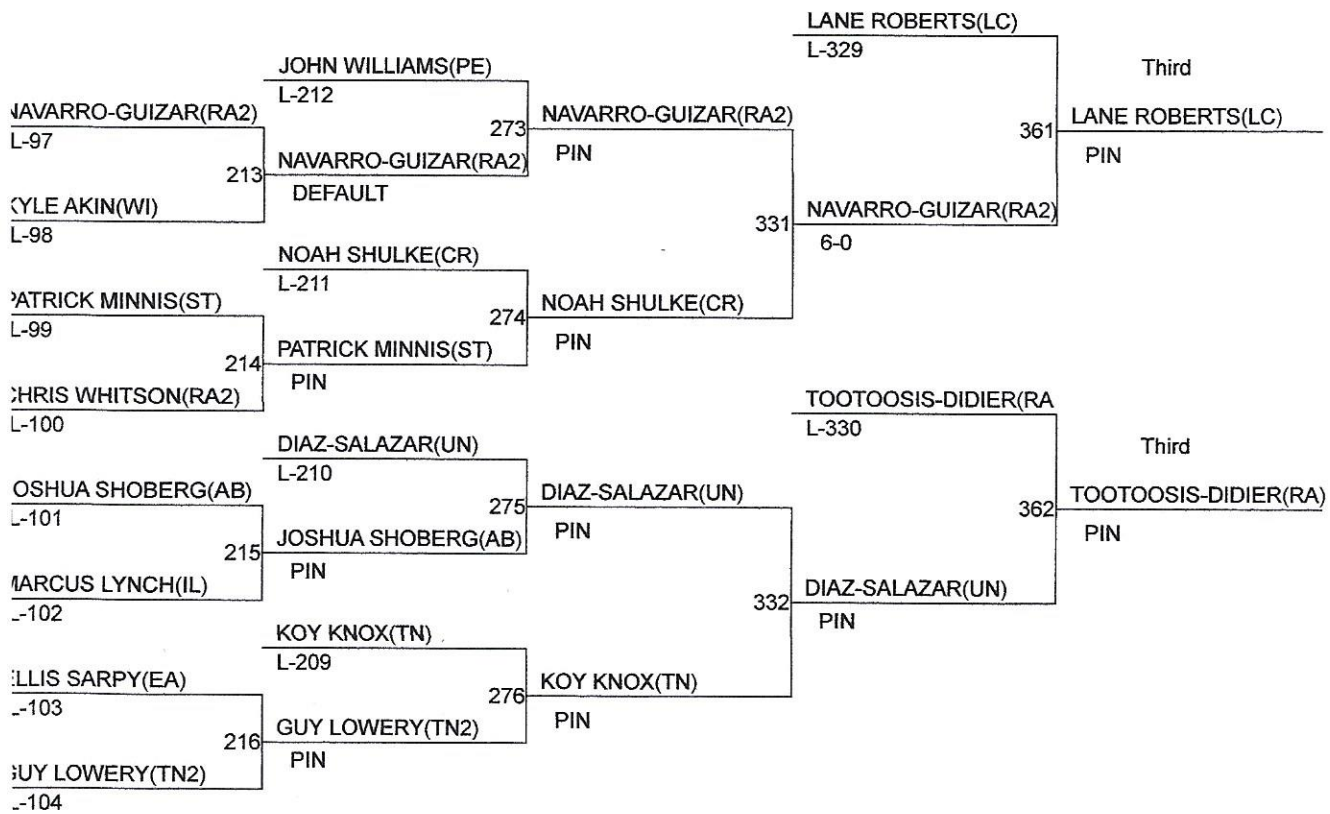 LANE ROBERTS(LC)
L-329
Third
JOHN WILLIAMS(PE)
L-212
NAVARRO-GUIZAR(RA2)
L-97
273
NAVARRO-GUIZAR(RA2)
PIN
361
LANE ROBERTS(LC)
PIN
213
NAVARRO-GUIZAR(RA2)
DEFAULT
KYLE AKIN(WI)
L-98
331
NAVARRO-GUIZAR(RA2)
6-0
NOAH SHULKE(CR)
L-211
PATRICK MINNIS(ST)
L-99
274
NOAH SHULKE(CR)
PIN
214
PATRICK MINNIS(ST)
PIN
CHRIS WHITSON(RA2)
L-100
TOOTOOSIS-DIDIER(RA
L-330
Third
DIAZ-SALAZAR(UN)
L-210
JOSHUA SHOBERG(AB)
L-101
275
DIAZ-SALAZAR(UN)
PIN
362
TOOTOOSIS-DIDIER(RA)
PIN
215
JOSHUA SHOBERG(AB)
PIN
MARCUS LYNCH(IL)
L-102
332
DIAZ-SALAZAR(UN)
PIN
KOY KNOX(TN)
L-209
ELLIS SARPY(EA)
L-103
276
KOY KNOX(TN)
PIN
216
GUY LOWERY(TN2)
PIN
GUY LOWERY(TN2)
L-104